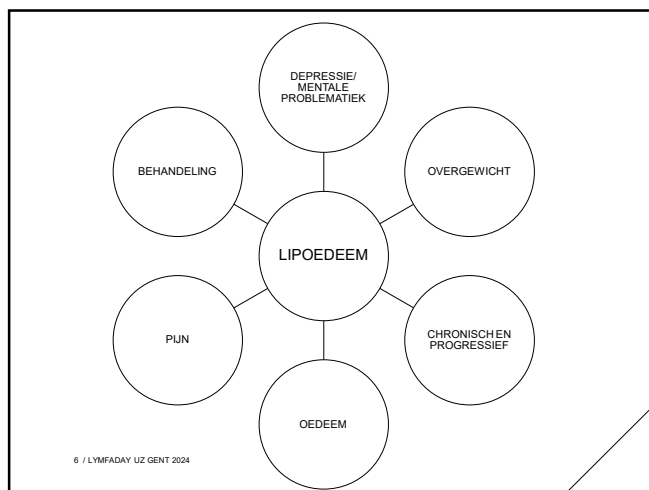 DEPRESSIE/
MENTALE
PROBLEMATIEK
BEHANDELING
OVERGEWICHT
LIPOEDEEM
PIJN
CHRONISCH EN
PROGRESSIEF
OEDEEM
6 / LYMFADAY UZ GENT 2024